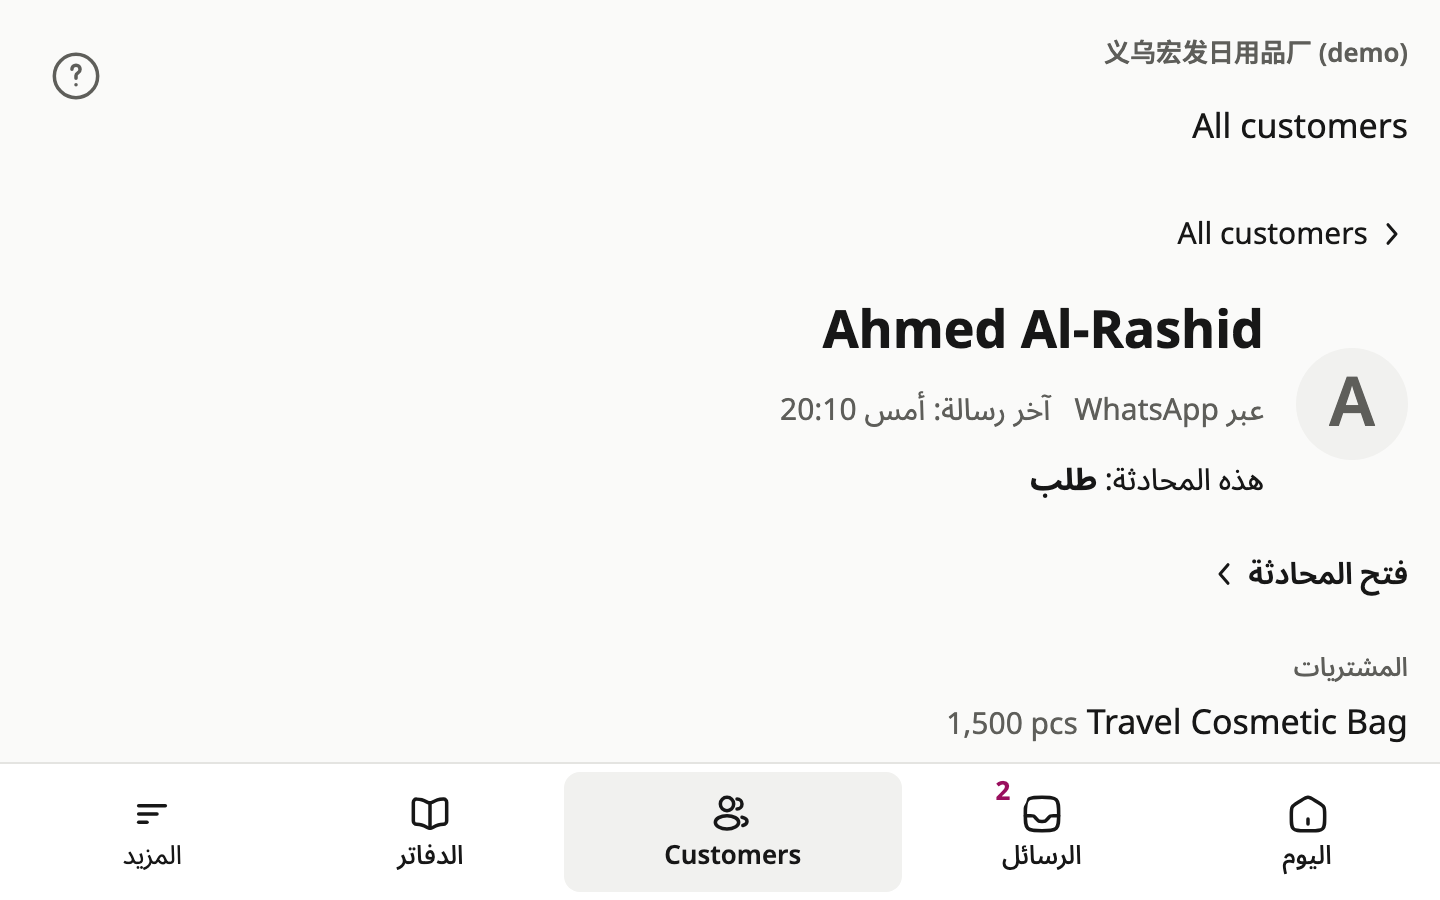 义乌宏发日用品厂 (demo)
All customers
All customers
Ahmed Al-Rashid
A
عبر WhatsApp آخر رسالة: أمس 20:10
هذه المحادثة: طلب
فتح المحادثة
المشتريات
Travel Cosmetic Bag 1,500 pcs
اليوم
2
الرسائل
Customers
الدفاتر
المزيد